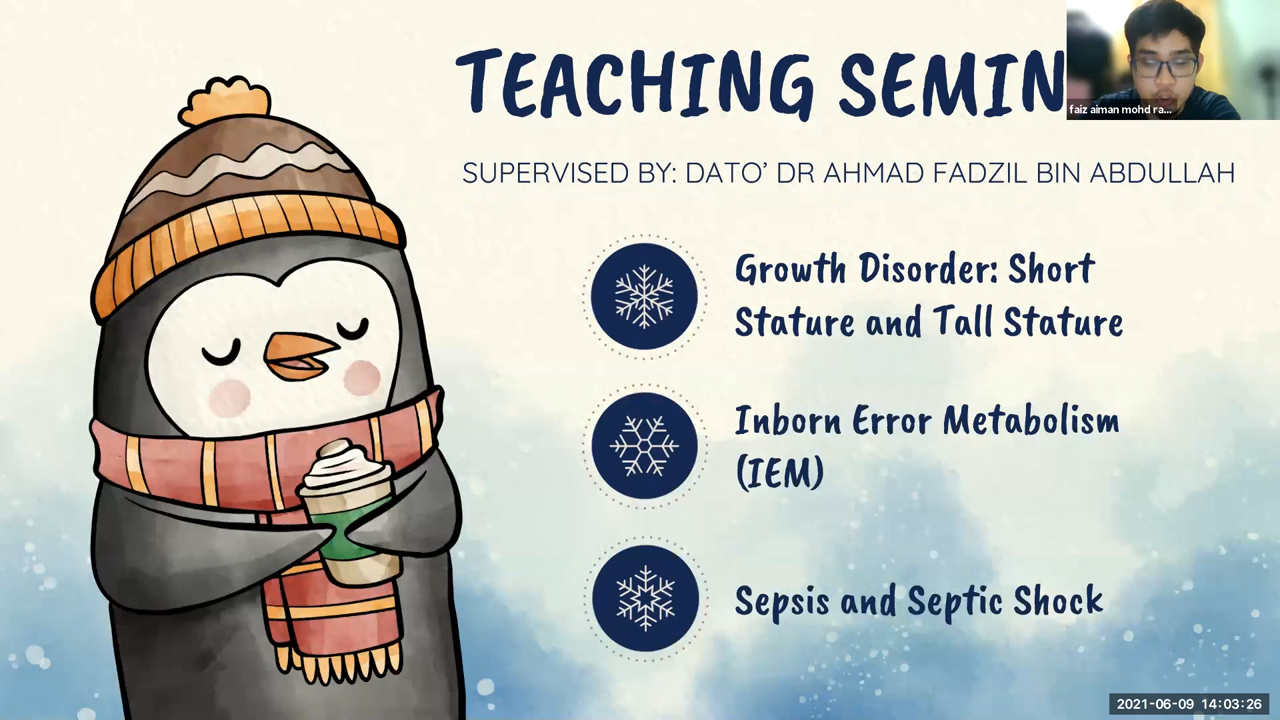 TEACHING SEMIN
faiz aiman mohd ra...
SUPERVISED BY: DATO’ DR AHMAD FADZIL BIN ABDULLAH
Growth Disorder: Short
Stature and Tall Stature
Inborn Error Metabolism
(IEM)
Sepsis and Septic Shock
2021-06-09 14:03:26